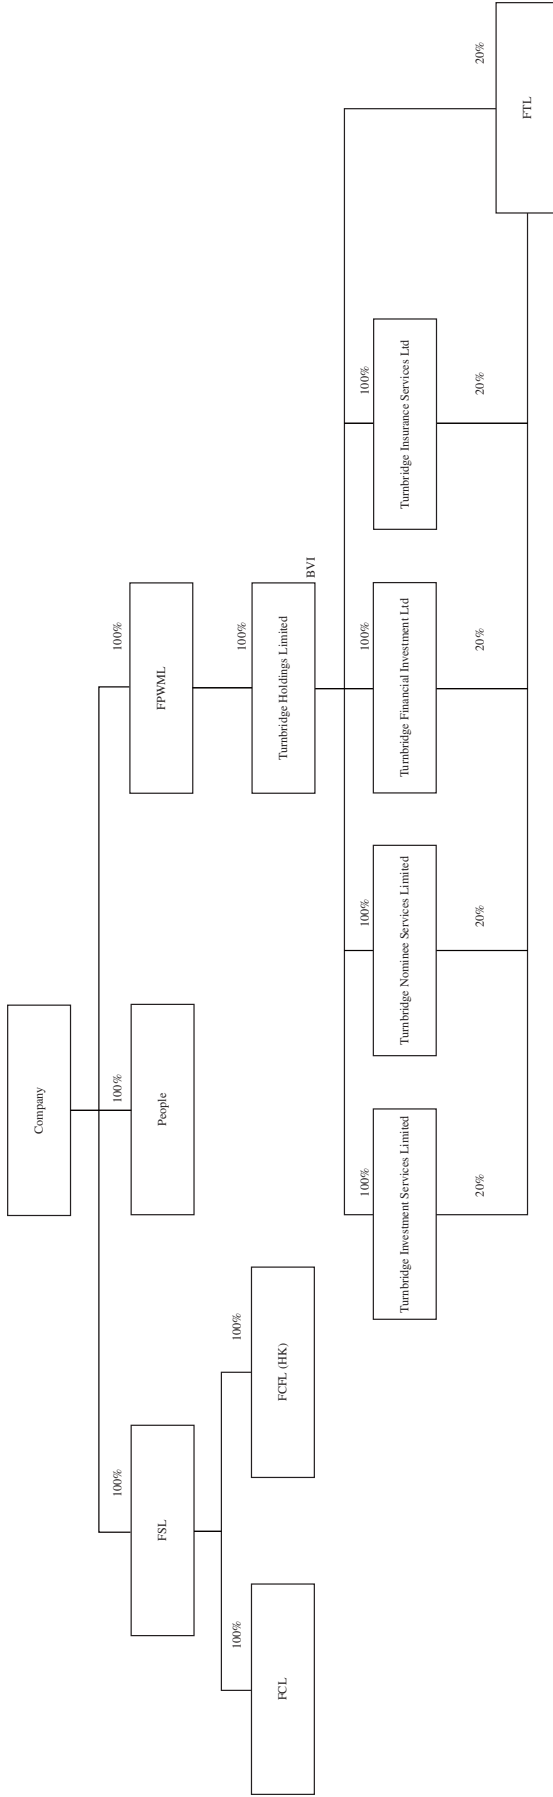 Company
100%
100%
100%
FSL
People
FPWML
100%
100%
100%
FCL
FCFL (HK)
Turnbridge Holdings Limited
BVI
100%
100%
100%
100%
Turnbridge Investment Services Limited
Turnbridge Nominee Services Limited
Turnbridge Financial Investment Ltd
Turnbridge Insurance Services Ltd
20%
20%
20%
20%
20%
FTL